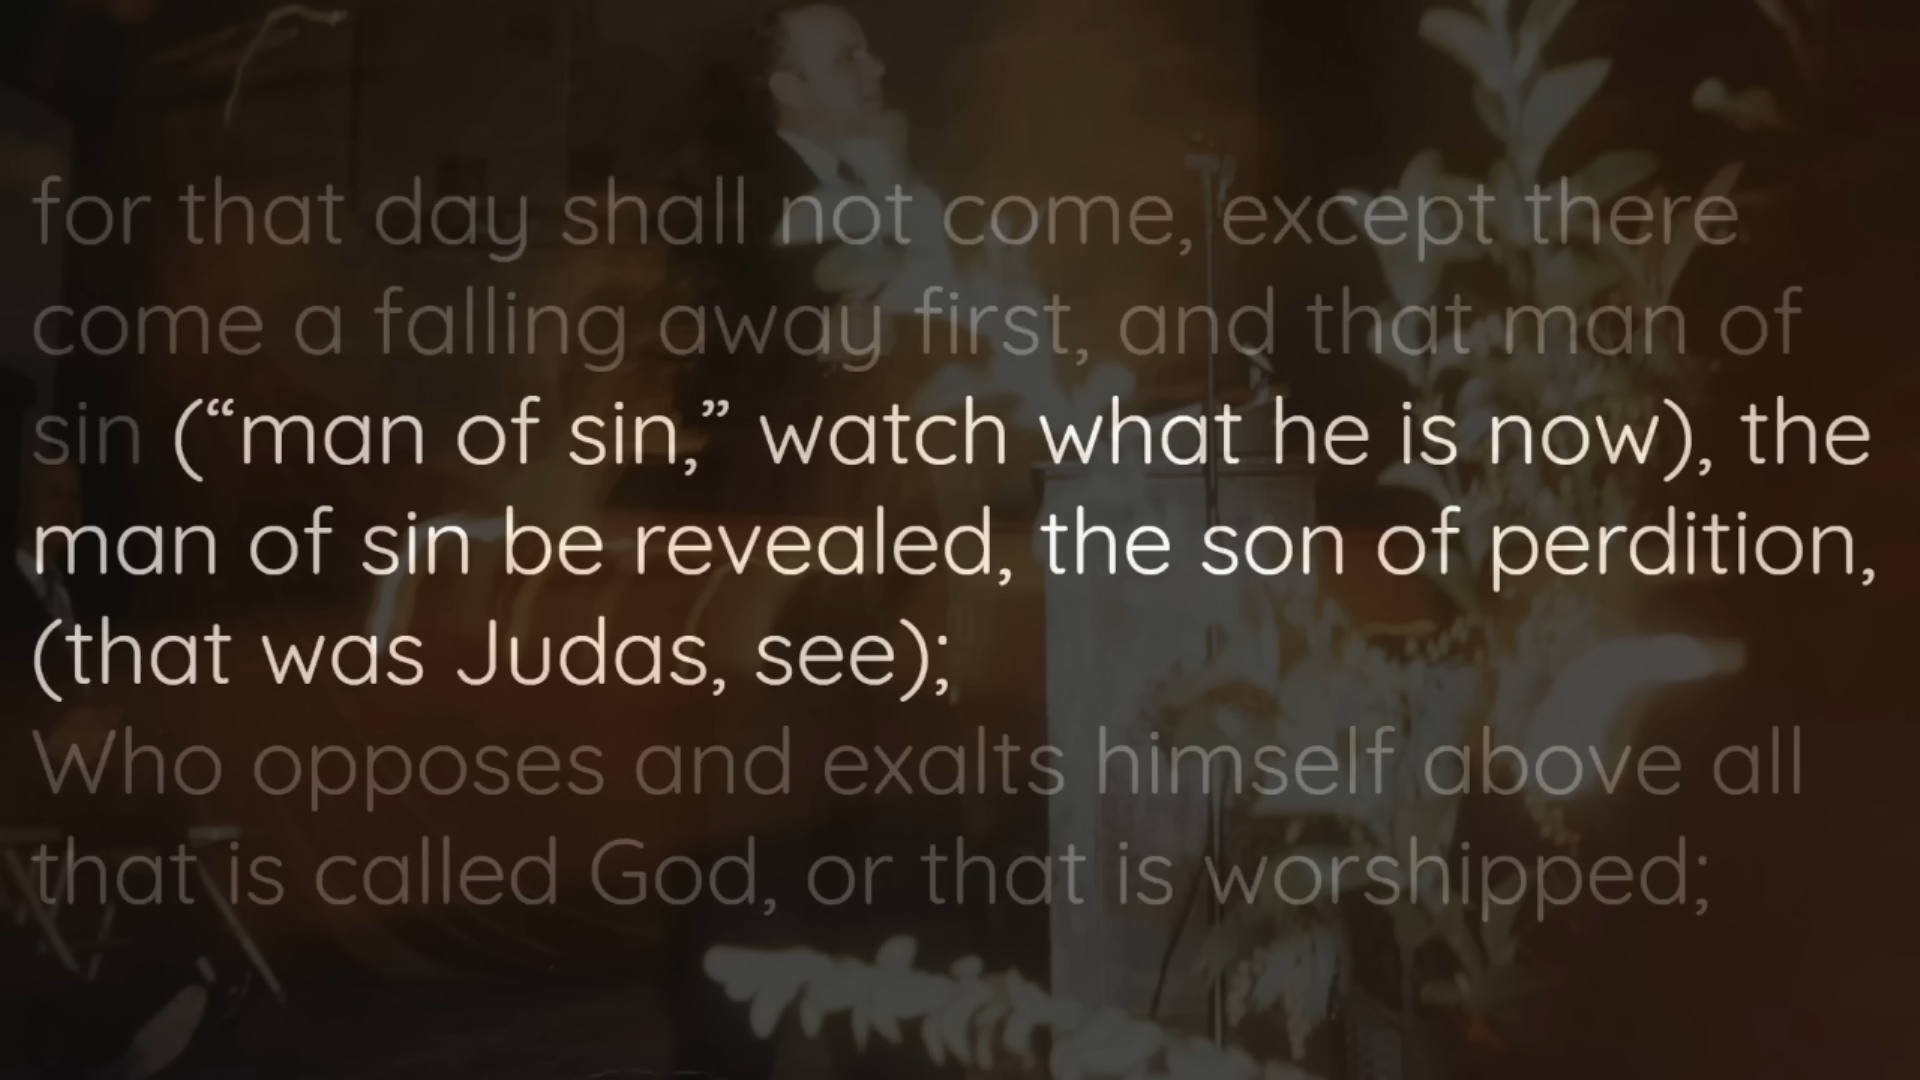 for that day shall not come, except there
come a falling away first, and that man of
sin (“man of sin,” watch what he is now), the
man of sin be revealed, the son of perdition,
(that was Judas, see);
Who opposes and exalts himself above all
that is called God, or that is worshipped;